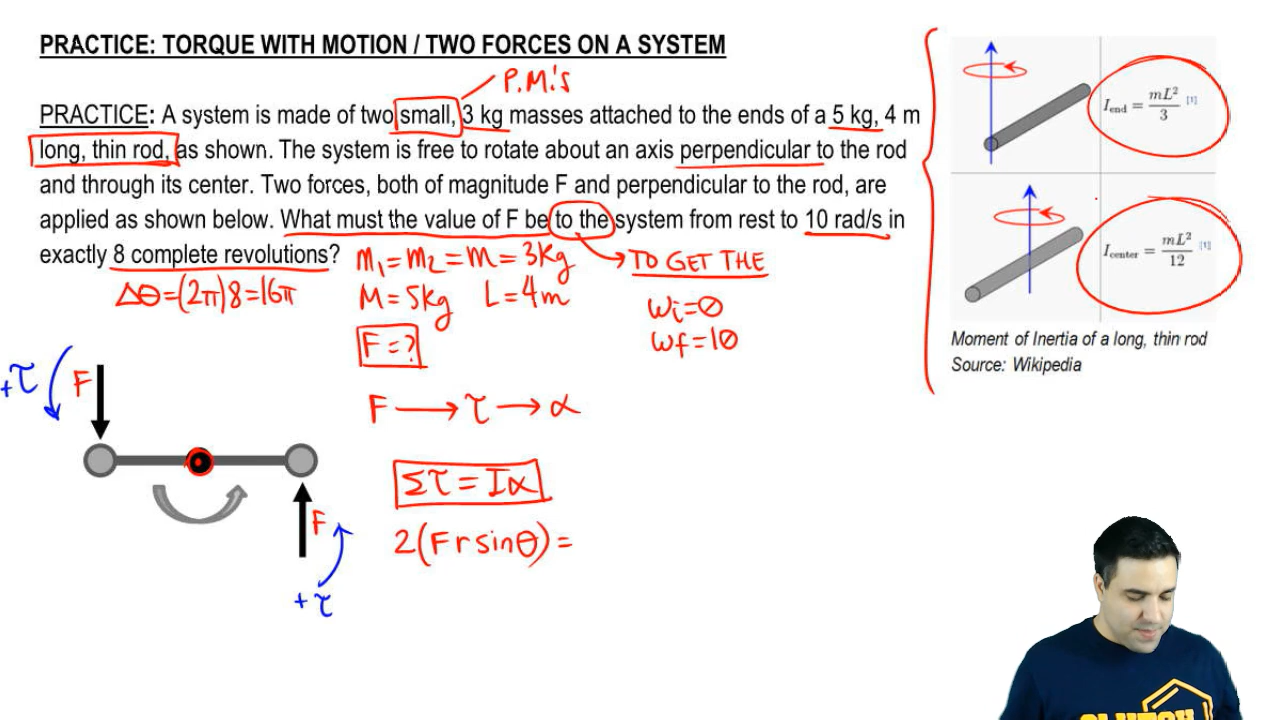 PRACTICE: TORQUE WITH MOTION / TWO FORCES ON A SYSTEM
P.M.'s
PRACTICE: A system is made of two small, 3 kg masses attached to the ends of a 5 kg, 4 m
long, thin rod, as shown. The system is free to rotate about an axis perpendicular to the rod
and through its center. Two forces, both of magnitude F and perpendicular to the rod, are
applied as shown below. What must the value of F be to the system from rest to 10 rad/s in
exactly 8 complete revolutions?
m₁=m₂=m=3kg
TO GET THE
Δθ=(2π)8=16π
M=5kg L=4m
ωi=0
ωf=10
F=?
F → τ → α
Στ = Iα
2(Frsinθ)=
+τ
F
F
+τ
I_end = mL²/3 [1]
I_center = mL²/12 [1]
Moment of Inertia of a long, thin rod
Source: Wikipedia
CLUTCH